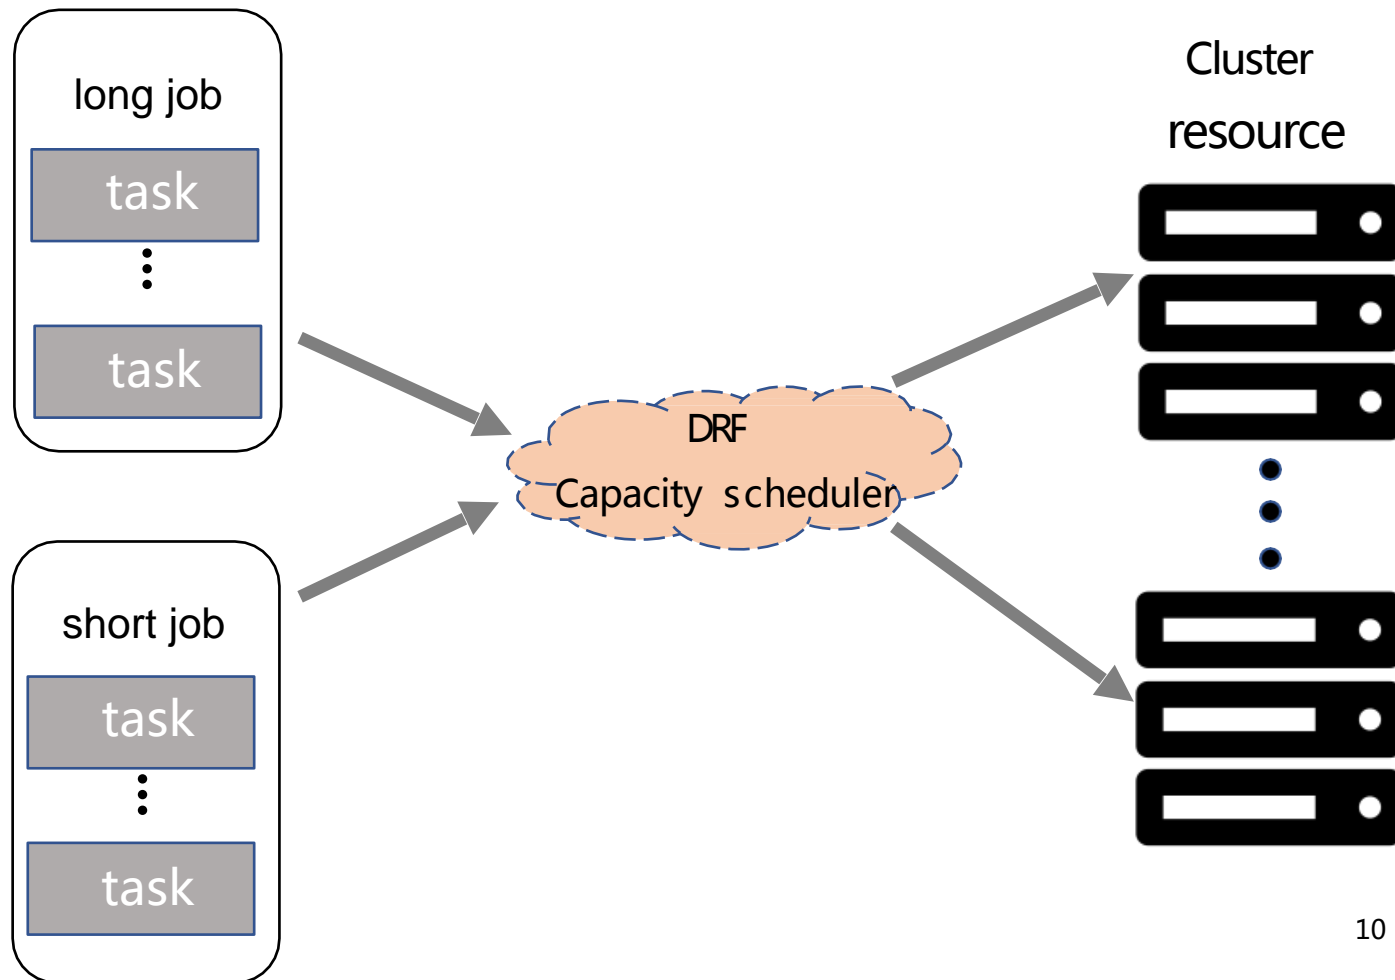 long job
task
task
short job
task
task
DRF
Capacity scheduler
Cluster
resource
10